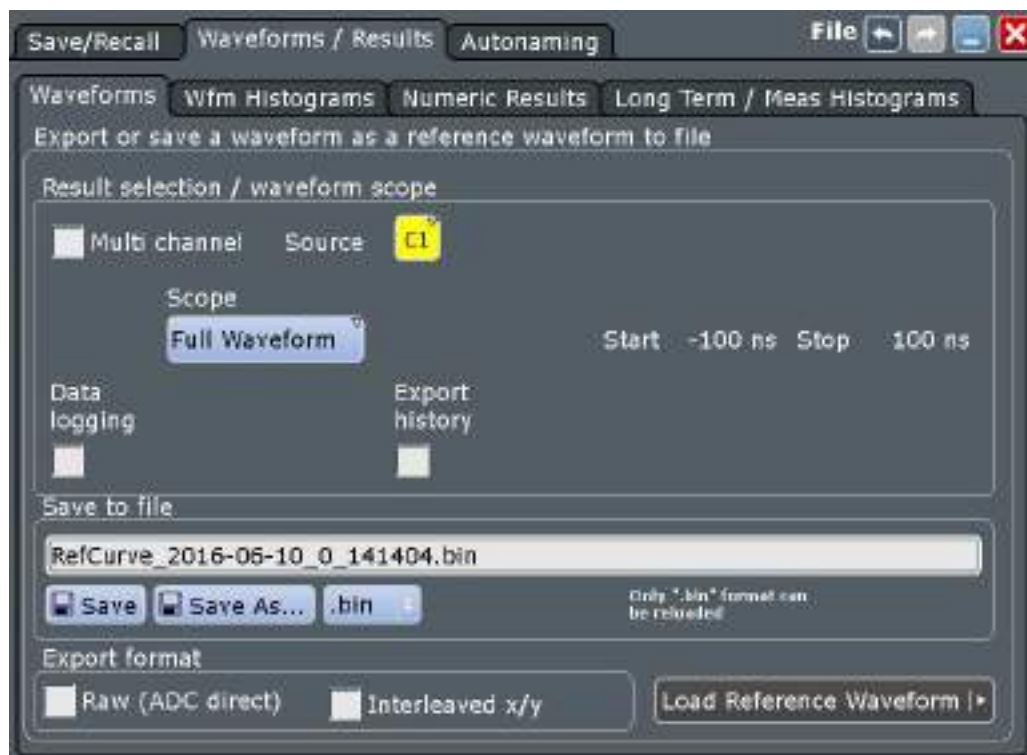 Save/Recall Waveforms / Results Autonaming File
Waveforms Wfm Histograms Numeric Results Long Term / Meas Histograms
Export or save a waveform as a reference waveform to file
Result selection / waveform scope
Multi channel Source C1
Scope
Full Waveform Start -100 ns Stop 100 ns
Data Export
logging history
Save to file
RefCurve_2016-06-10_0_141404.bin
Save Save As... .bin
Only ".bin" format can
be reloaded
Export format
Raw (ADC direct) Interleaved x/y Load Reference Waveform